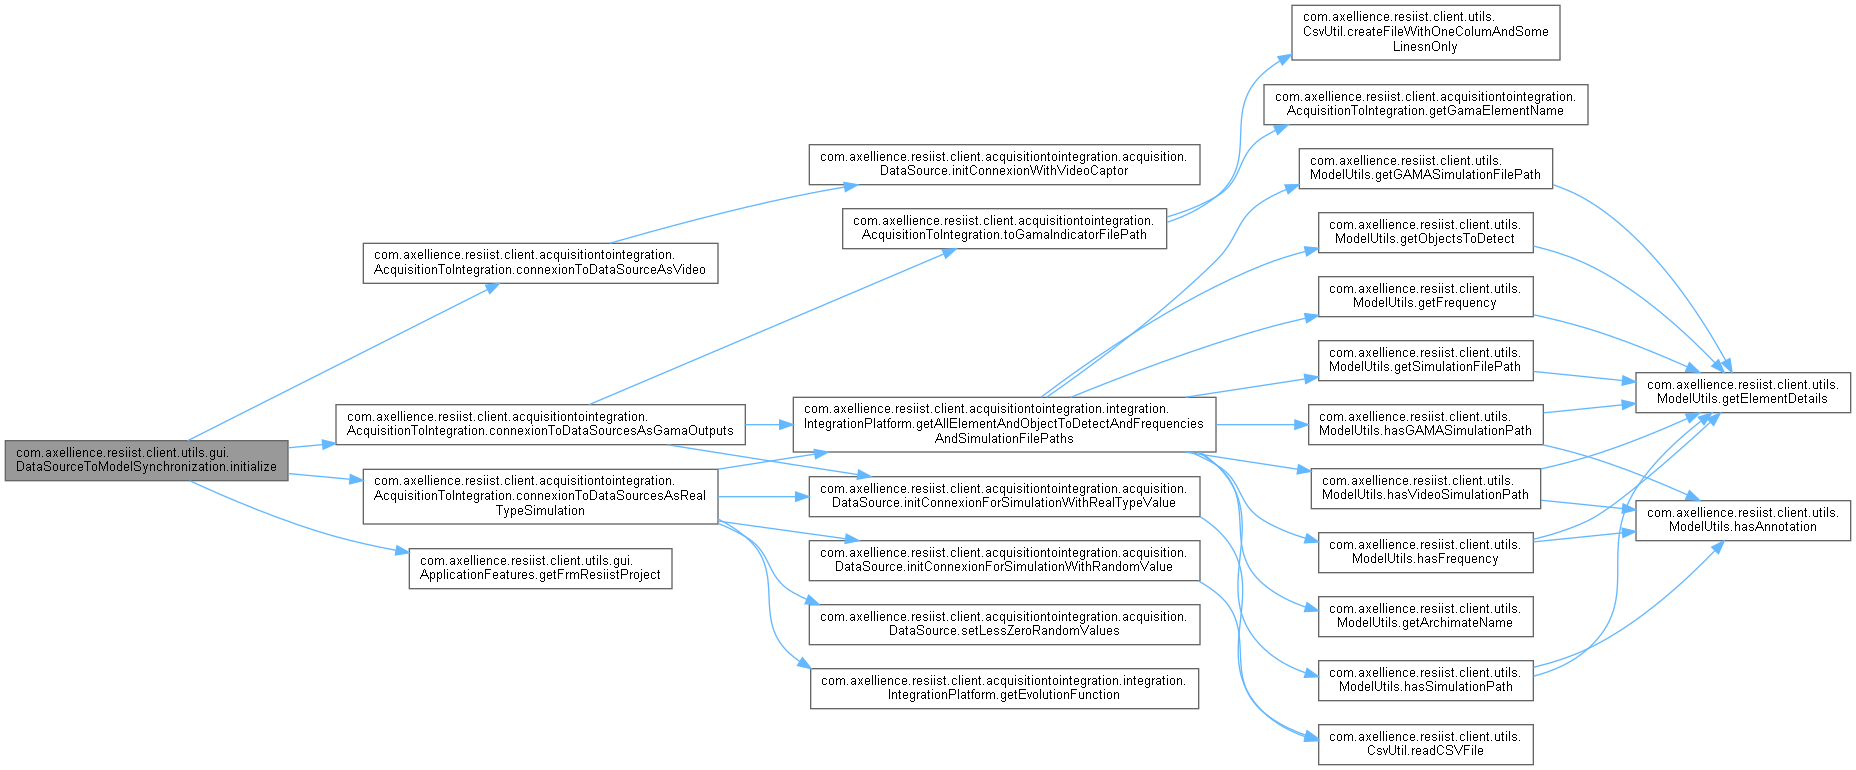 com.axellience.resiist.client.utils.gui.
DataSourceToModelSynchronization.initialize
com.axellience.resiist.client.acquisitiontointegration.
AcquisitionToIntegration.connexionToDataSourceAsVideo
com.axellience.resiist.client.acquisitiontointegration.
AcquisitionToIntegration.connexionToDataSourcesAsGamaOutputs
com.axellience.resiist.client.acquisitiontointegration.
AcquisitionToIntegration.connexionToDataSourcesAsReal
TypeSimulation
com.axellience.resiist.client.utils.gui.
ApplicationFeatures.getFrmResiistProject
com.axellience.resiist.client.acquisitiontointegration.acquisition.
DataSource.initConnexionWithVideoCaptor
com.axellience.resiist.client.acquisitiontointegration.
AcquisitionToIntegration.toGamaIndicatorFilePath
com.axellience.resiist.client.acquisitiontointegration.integration.
IntegrationPlatform.getAllElementAndObjectToDetectAndFrequencies
AndSimulationFilePaths
com.axellience.resiist.client.acquisitiontointegration.acquisition.
DataSource.initConnexionForSimulationWithRealTypeValue
com.axellience.resiist.client.acquisitiontointegration.acquisition.
DataSource.initConnexionForSimulationWithRandomValue
com.axellience.resiist.client.acquisitiontointegration.acquisition.
DataSource.setLessZeroRandomValues
com.axellience.resiist.client.acquisitiontointegration.integration.
IntegrationPlatform.getEvolutionFunction
com.axellience.resiist.client.utils.
CsvUtil.createFileWithOneColumAndSome
LinesnOnly
com.axellience.resiist.client.acquisitiontointegration.
AcquisitionToIntegration.getGamaElementName
com.axellience.resiist.client.utils.
ModelUtils.getGAMASimulationFilePath
com.axellience.resiist.client.utils.
ModelUtils.getObjectsToDetect
com.axellience.resiist.client.utils.
ModelUtils.getFrequency
com.axellience.resiist.client.utils.
ModelUtils.getSimulationFilePath
com.axellience.resiist.client.utils.
ModelUtils.hasGAMASimulationPath
com.axellience.resiist.client.utils.
ModelUtils.hasVideoSimulationPath
com.axellience.resiist.client.utils.
ModelUtils.hasFrequency
com.axellience.resiist.client.utils.
ModelUtils.getArchimateName
com.axellience.resiist.client.utils.
ModelUtils.hasSimulationPath
com.axellience.resiist.client.utils.
CsvUtil.readCSVFile
com.axellience.resiist.client.utils.
ModelUtils.getElementDetails
com.axellience.resiist.client.utils.
ModelUtils.hasAnnotation